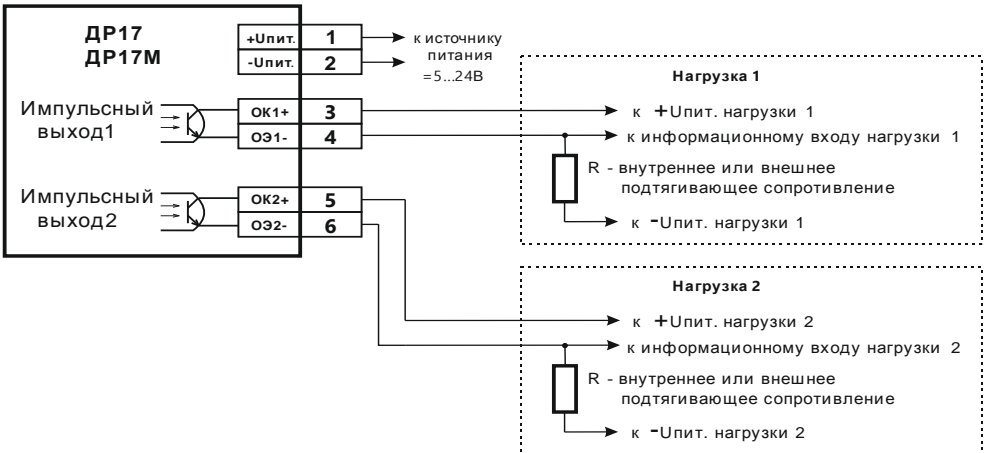 ДР17
ДР17М
+Uпит. 1
-Uпит. 2
к источнику
питания
=5...24В
Импульсный
выход1
ОК1+ 3
ОЭ1- 4
Импульсный
выход2
ОК2+ 5
ОЭ2- 6
Нагрузка 1
к +Uпит. нагрузки 1
к информационному входу нагрузки 1
R - внутреннее или внешнее
подтягивающее сопротивление
к -Uпит. нагрузки 1
Нагрузка 2
к +Uпит. нагрузки 2
к информационному входу нагрузки 2
R - внутреннее или внешнее
подтягивающее сопротивление
к -Uпит. нагрузки 2